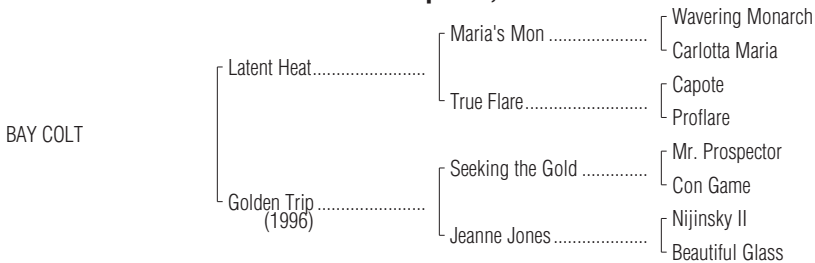 Wavering Monarch
Maria's Mon .....................
Carlotta Maria
Latent Heat........................
Capote
True Flare..........................
Proflare
BAY COLT
Mr. Prospector
Seeking the Gold ..............
Con Game
Golden Trip .......................
(1996)
Nijinsky II
Jeanne Jones....................
Beautiful Glass